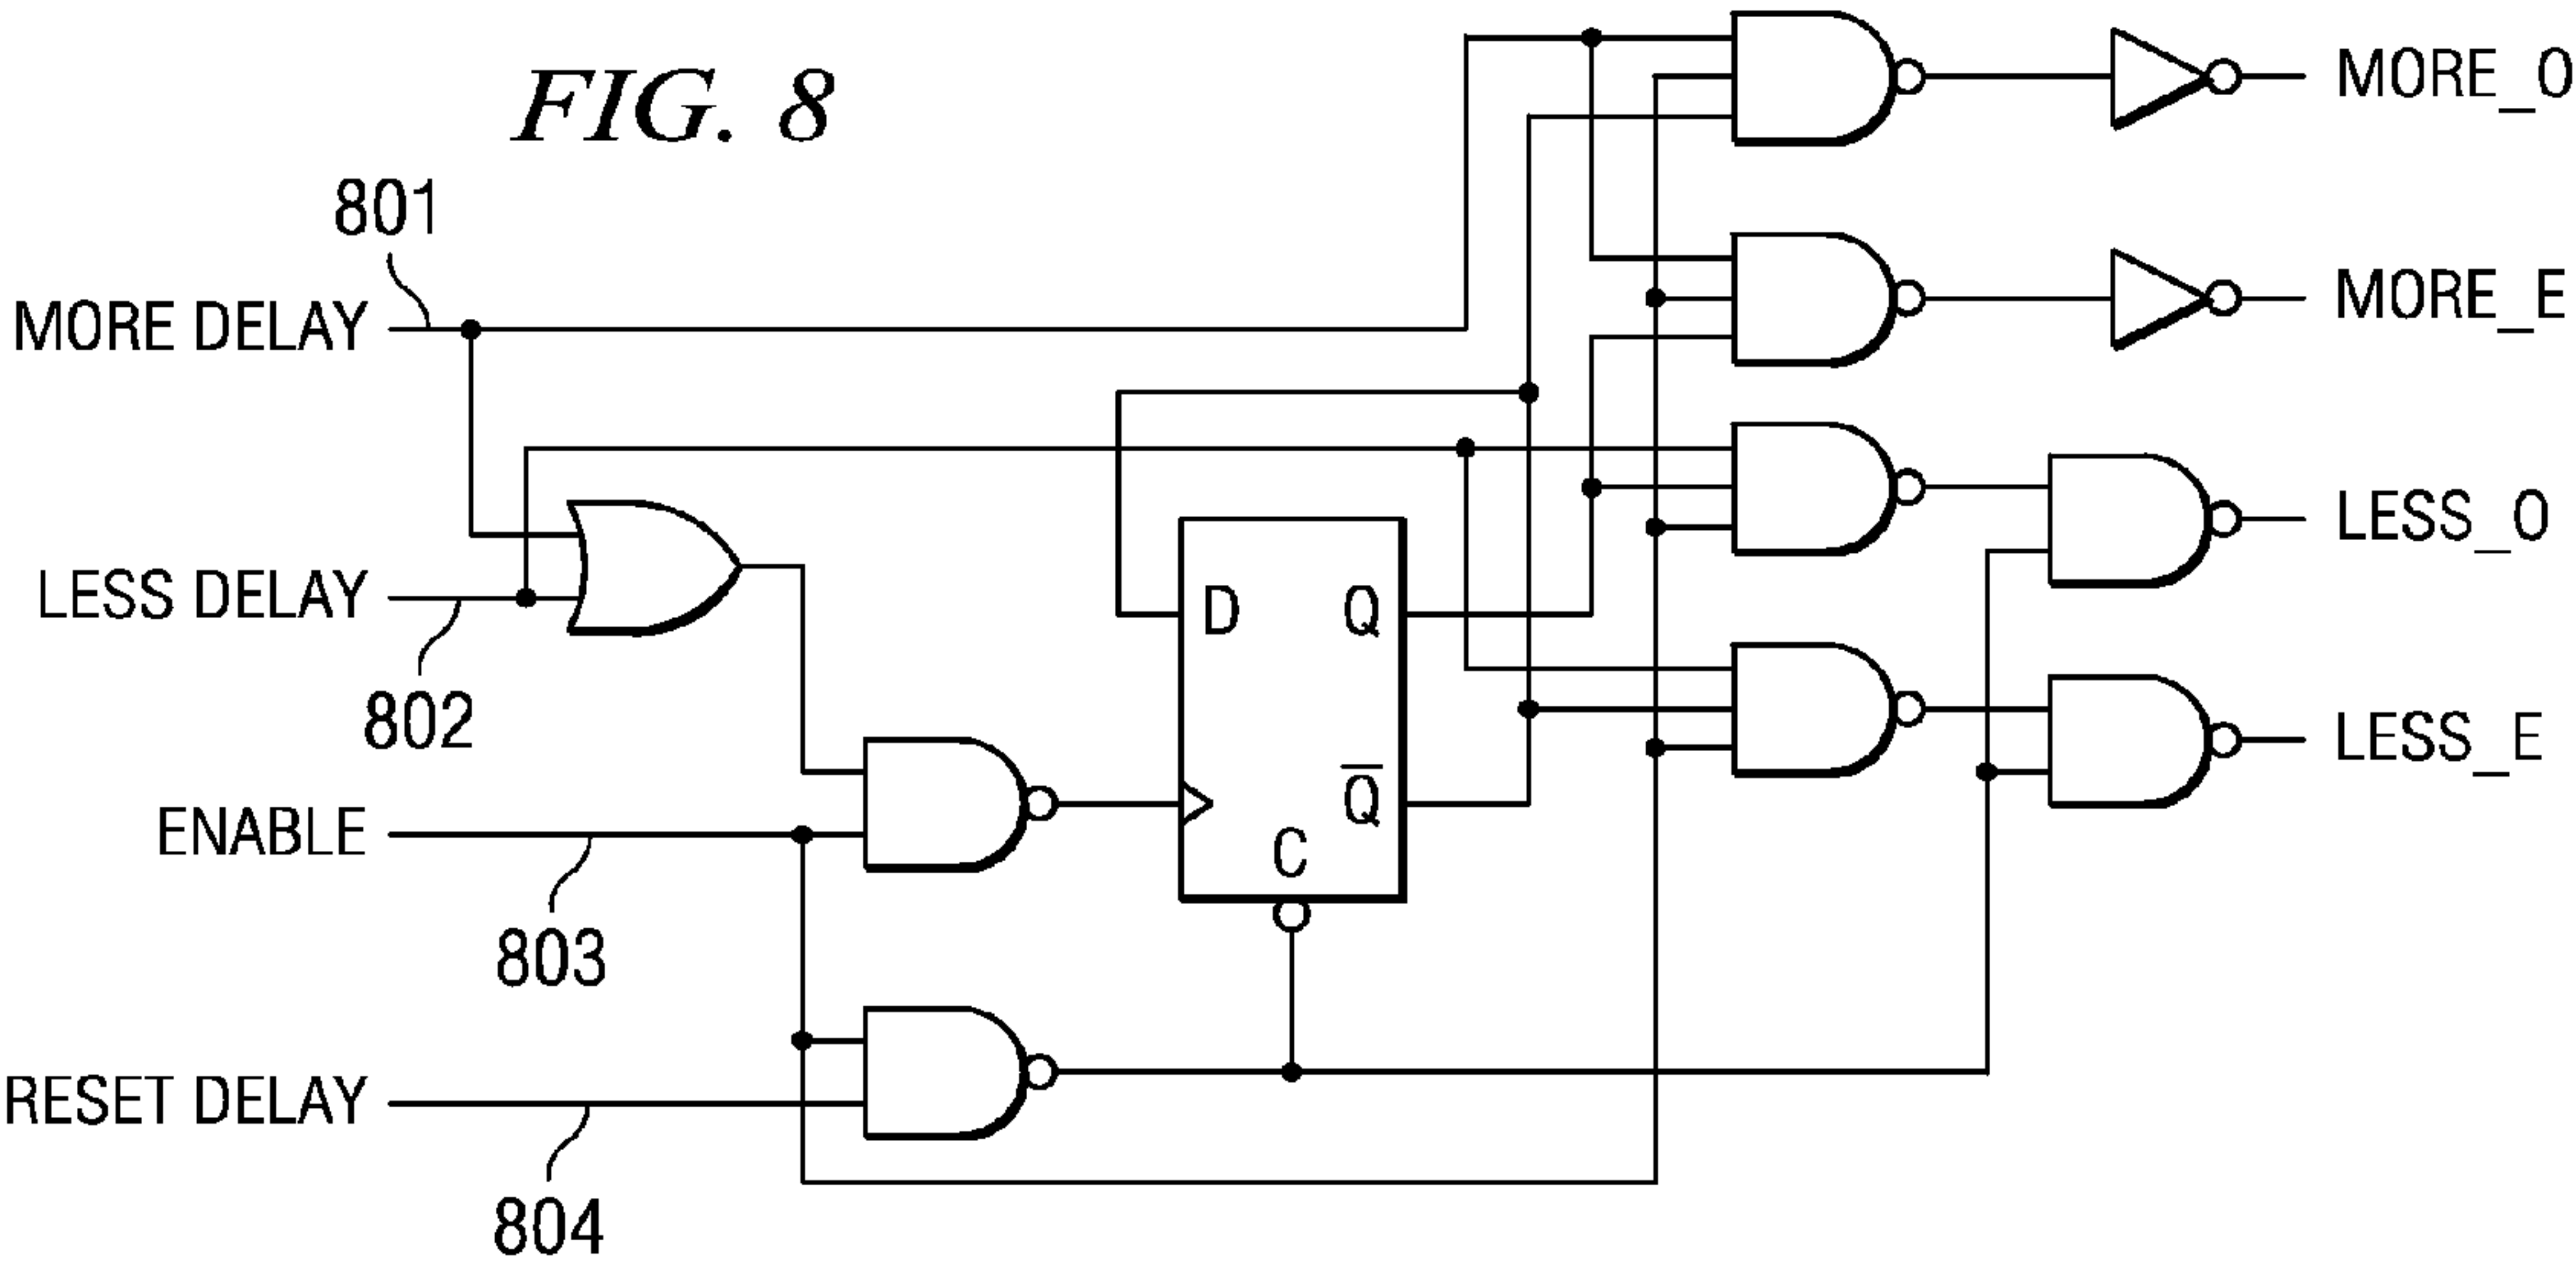 FIG. 8
801
MORE DELAY
LESS DELAY
802
ENABLE
803
RESET DELAY
804
D
Q
Q̅
C
MORE_O
MORE_E
LESS_O
LESS_E